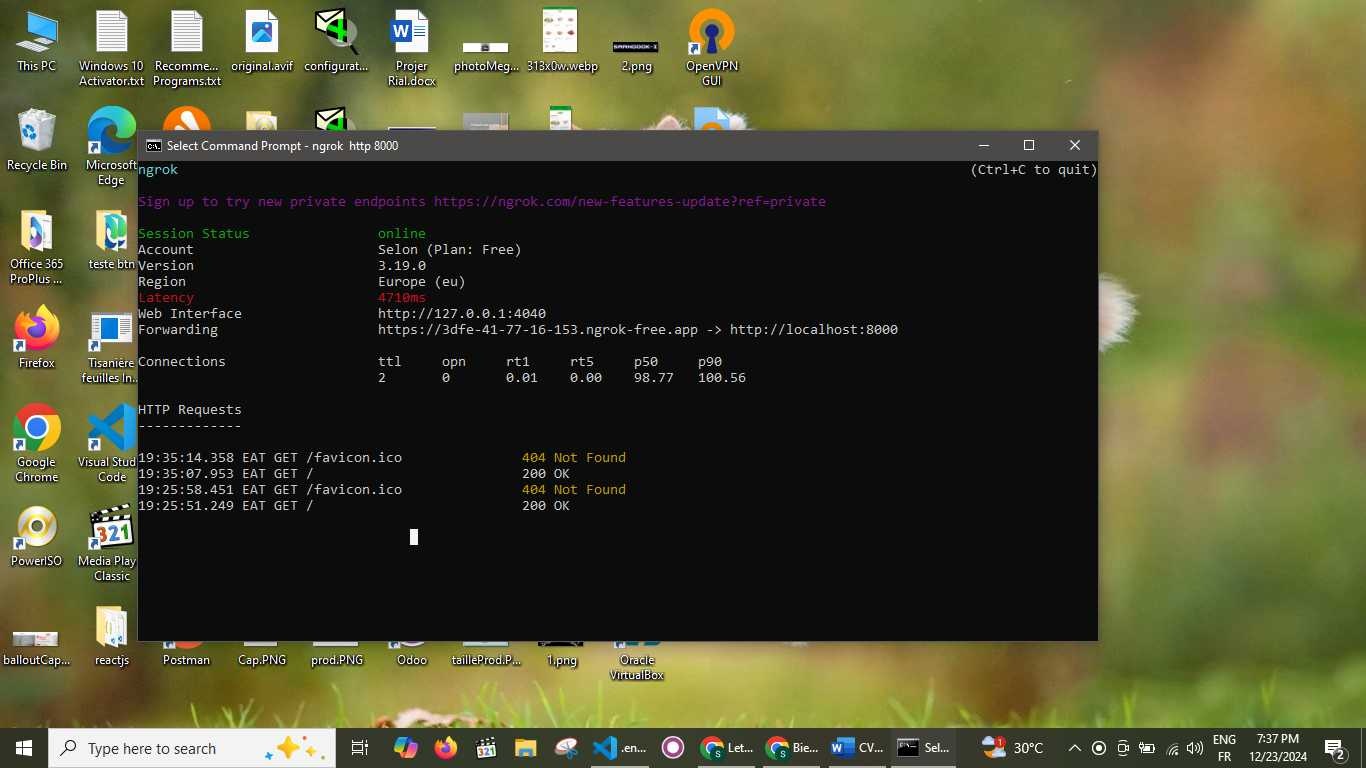 This PC
Windows 10
Activator.txt
Recomme...
Programs.txt
original.avif
configurat...
Projer
Rial.docx
photoMeg...
313x0w.webp
2.png
OpenVPN
GUI
Recycle Bin
Microsoft
Edge
Office 365
ProPlus ...
teste btn
Firefox
Tisanière
feuilles In...
Google
Chrome
Visual Stud
Code
PowerISO
Media Play
Classic
balloutCap...
reactjs
Postman
Cap.PNG
prod.PNG
Odoo
tailleProd.P...
1.png
Oracle
VirtualBox
Select Command Prompt - ngrok  http 8000
ngrok (Ctrl+C to quit)
Sign up to try new private endpoints https://ngrok.com/new-features-update?ref=private
Session Status online
Account Selon (Plan: Free)
Version 3.19.0
Region Europe (eu)
Latency 4710ms
Web Interface http://127.0.0.1:4040
Forwarding https://3dfe-41-77-16-153.ngrok-free.app -> http://localhost:8000
Connections ttl opn rt1 rt5 p50 p90
2 0 0.01 0.00 98.77 100.56
HTTP Requests
-------------
19:35:14.358 EAT GET /favicon.ico 404 Not Found
19:35:07.953 EAT GET / 200 OK
19:25:58.451 EAT GET /favicon.ico 404 Not Found
19:25:51.249 EAT GET / 200 OK
Type here to search
.en...
Let...
Bie...
CV...
Sel...
30°C
ENG
FR
7:37 PM
12/23/2024
2